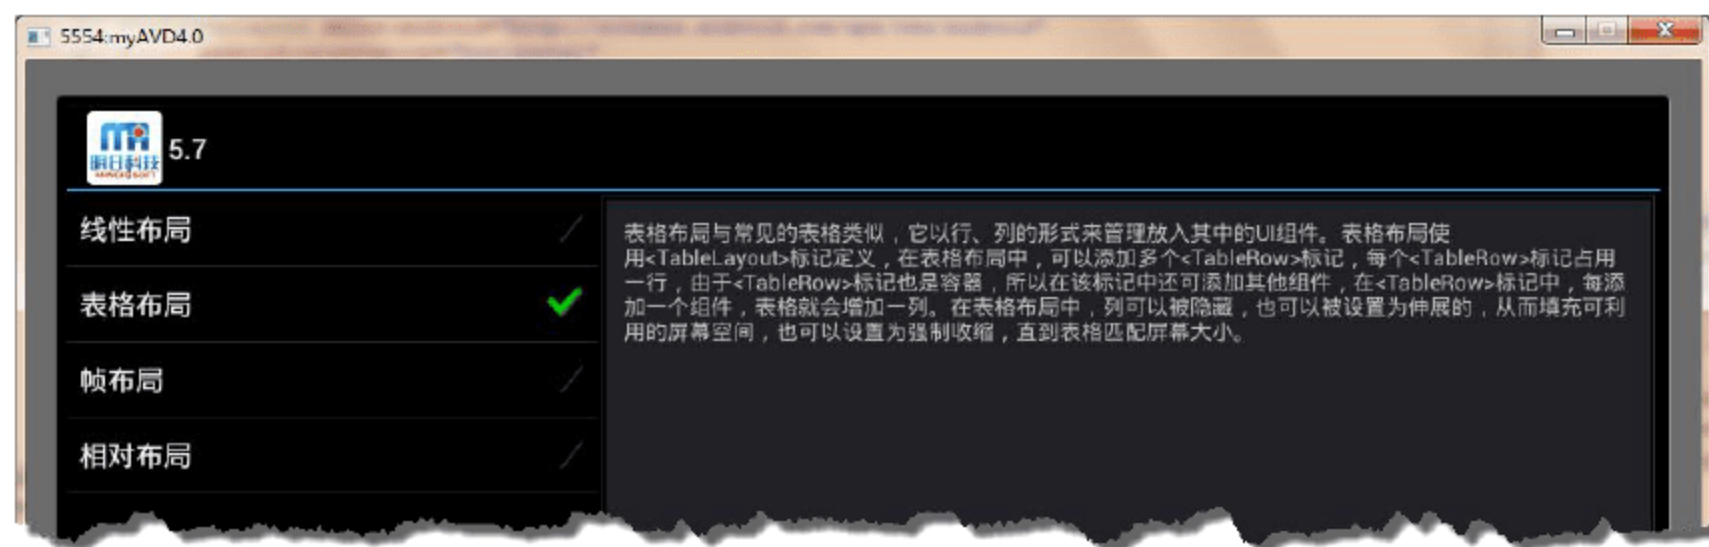 5554:myAVD4.0
明日科技
5.7
线性布局
表格布局
帧布局
相对布局
表格布局与常见的表格类似，它以行、列的形式来管理放入其中的UI组件。表格布局使
用<TableLayout>标记定义，在表格布局中，可以添加多个<TableRow>标记，每个<TableRow>标记占用
一行，由于<TableRow>标记也是容器，所以在该标记中还可添加其他组件，在<TableRow>标记中，每添
加一个组件，表格就会增加一列。在表格布局中，列可以被隐藏，也可以被设置为伸展的，从而填充可利
用的屏幕空间，也可以设置为强制收缩，直到表格匹配屏幕大小。